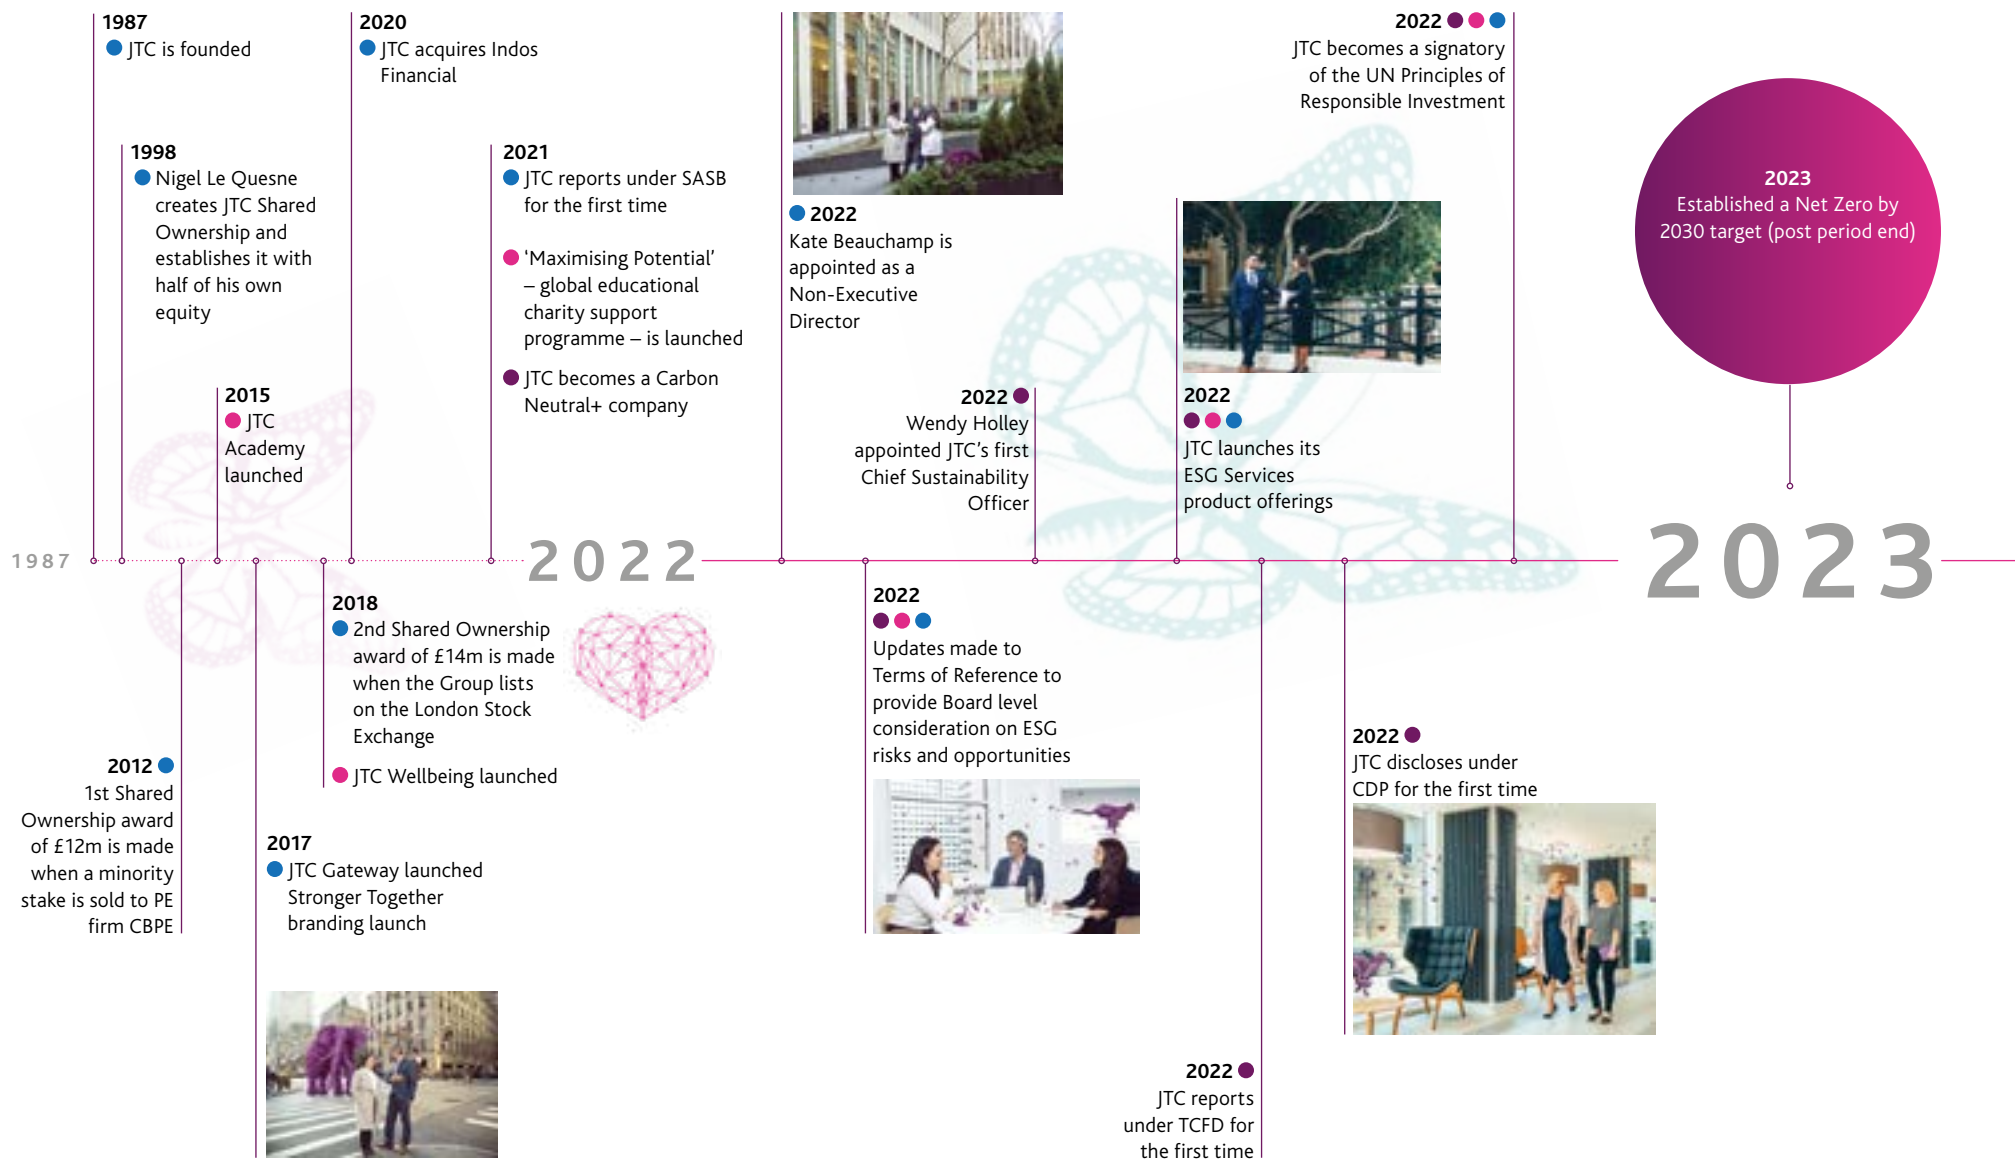 1987
JTC is founded
1998
Nigel Le Quesne
creates JTC Shared
Ownership and
establishes it with
half of his own
equity
2015
JTC
Academy
launched
2020
JTC acquires Indos
Financial
2021
JTC reports under SASB
for the first time
‘Maximising Potential’
– global educational
charity support
programme – is launched
JTC becomes a Carbon
Neutral+ company
2022
Kate Beauchamp is
appointed as a
Non-Executive
Director
2022
Wendy Holley
appointed JTC’s first
Chief Sustainability
Officer
2022
JTC launches its
ESG Services
product offerings
2022
JTC becomes a signatory
of the UN Principles of
Responsible Investment
2023
Established a Net Zero by
2030 target (post period end)
1987
2022
2023
2012
1st Shared
Ownership award
of £12m is made
when a minority
stake is sold to PE
firm CBPE
2017
JTC Gateway launched
Stronger Together
branding launch
2018
2nd Shared Ownership
award of £14m is made
when the Group lists
on the London Stock
Exchange
JTC Wellbeing launched
2022
Updates made to
Terms of Reference to
provide Board level
consideration on ESG
risks and opportunities
2022
JTC reports
under TCFD for
the first time
2022
JTC discloses under
CDP for the first time